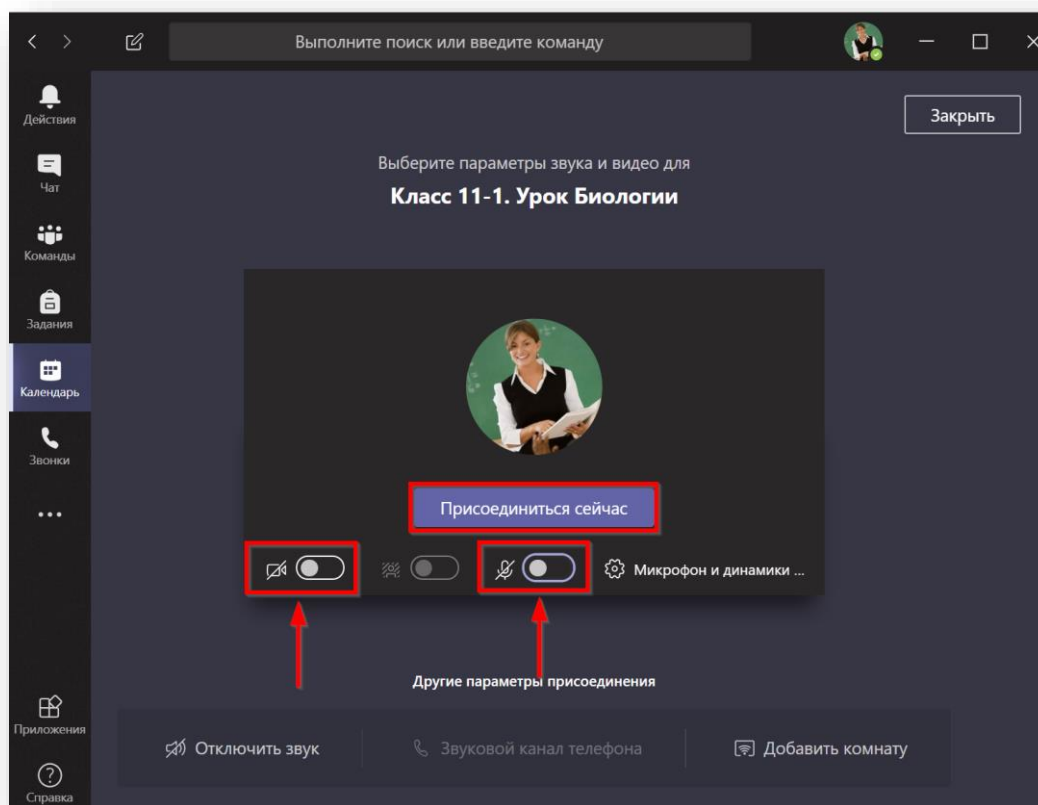 Выполните поиск или введите команду
Действия
Чат
Команды
Задания
Календарь
Звонки
Приложения
Справка
Закрыть
Выберите параметры звука и видео для
Класс 11-1. Урок Биологии
Присоединиться сейчас
Микрофон и динамики ...
Другие параметры присоединения
Отключить звук
Звуковой канал телефона
Добавить комнату